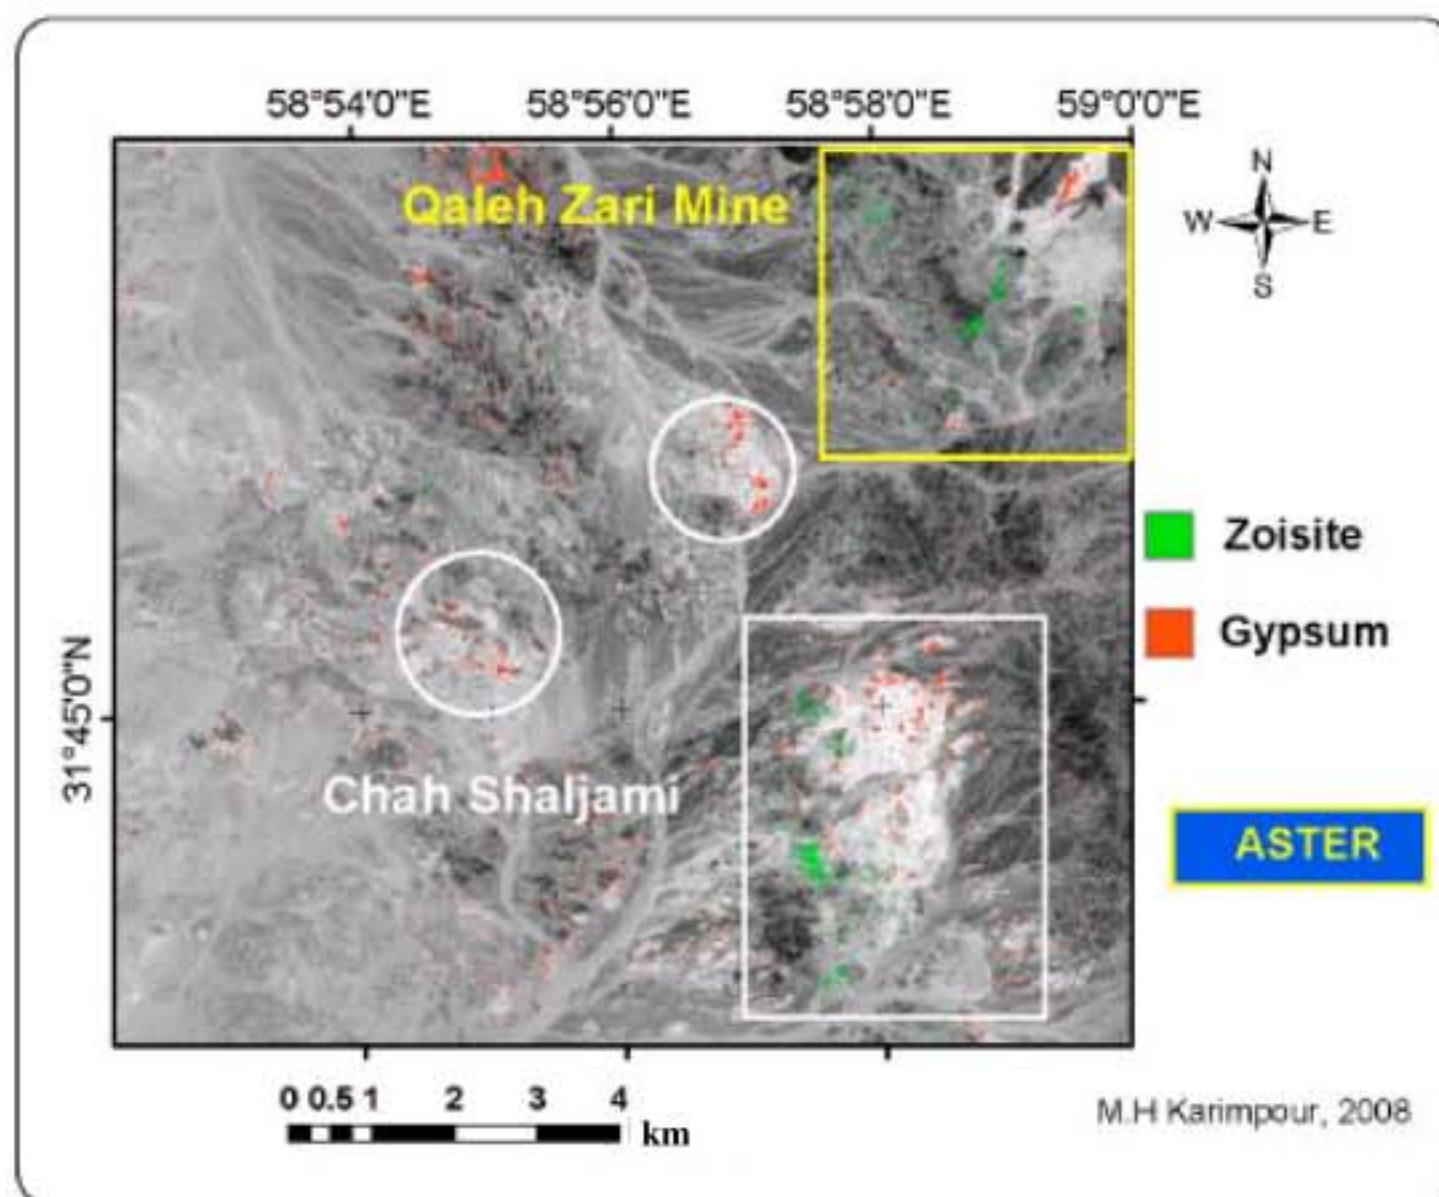 58°54'0"E 58°56'0"E 58°58'0"E 59°0'0"E
N
W E
S
Qaleh Zari Mine
Zoisite
Gypsum
31°45'0"N
Chah Shaljami
ASTER
0 0.5 1 2 3 4
km
M.H Karimpour, 2008